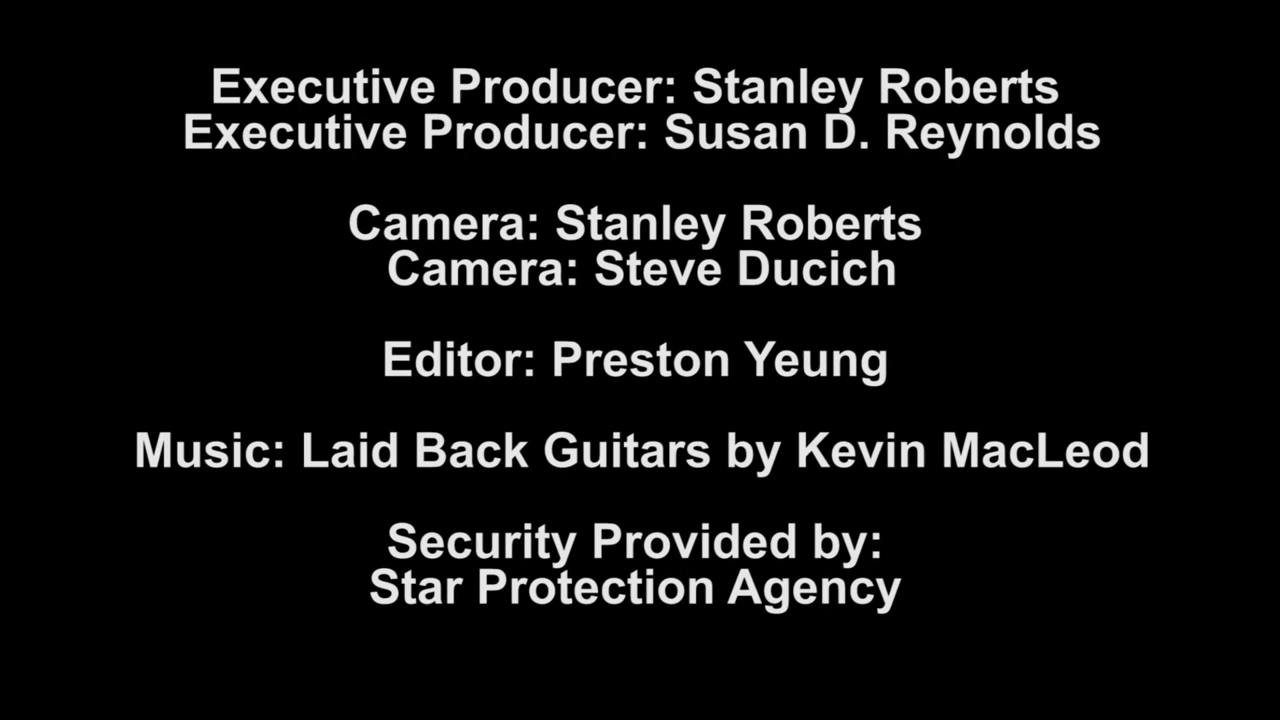 Executive Producer: Stanley Roberts
Executive Producer: Susan D. Reynolds
Camera: Stanley Roberts
Camera: Steve Ducich
Editor: Preston Yeung
Music: Laid Back Guitars by Kevin MacLeod
Security Provided by:
Star Protection Agency